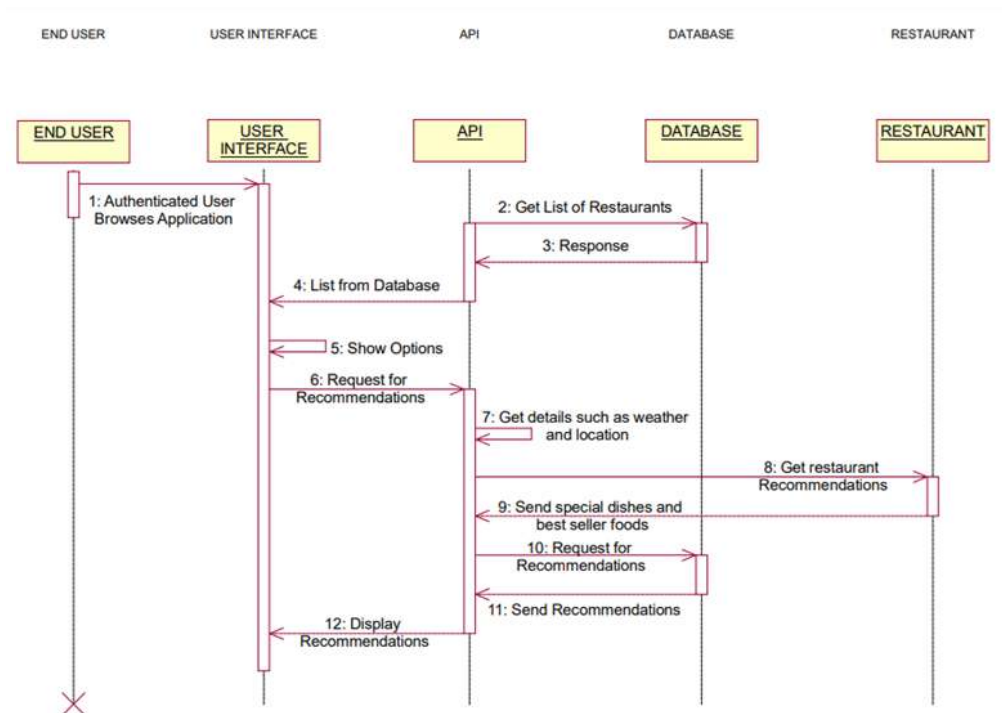 END USER
USER INTERFACE
API
DATABASE
RESTAURANT
END USER
USER
INTERFACE
API
DATABASE
RESTAURANT
1: Authenticated User
Browses Application
2: Get List of Restaurants
3: Response
4: List from Database
5: Show Options
6: Request for
Recommendations
7: Get details such as weather
and location
8: Get restaurant
Recommendations
9: Send special dishes and
best seller foods
10: Request for
Recommendations
11: Send Recommendations
12: Display
Recommendations